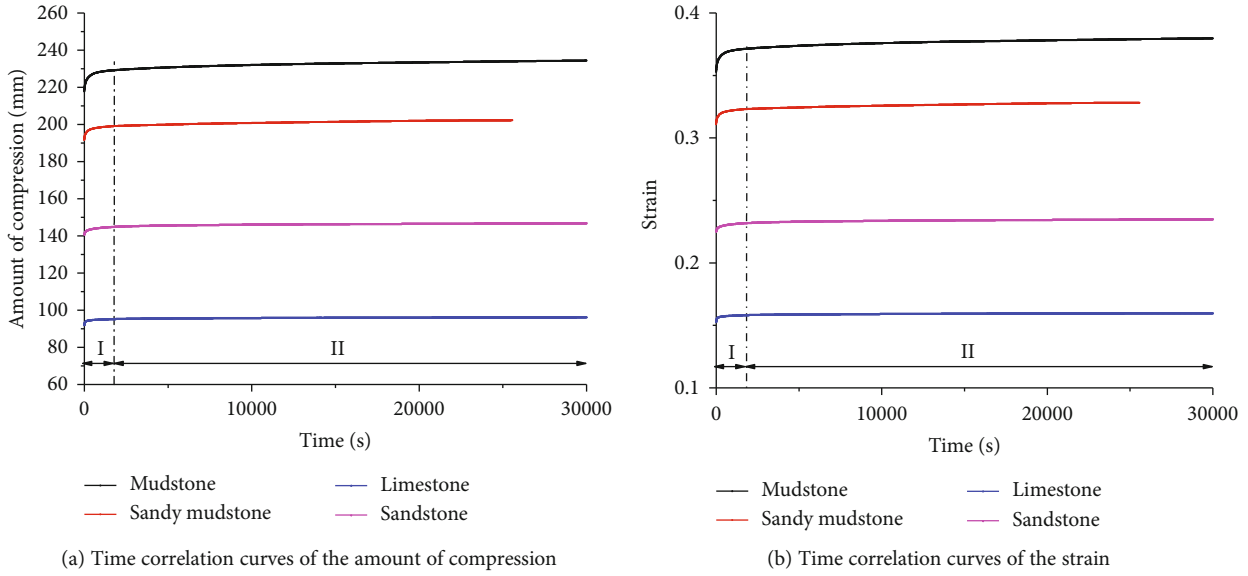 260
240
220
200
180
160
140
120
100
80
60
Amount of compression (mm)
I
II
0
10000
20000
30000
Time (s)
Mudstone
Sandy mudstone
Limestone
Sandstone
(a) Time correlation curves of the amount of compression
0.4
0.3
0.2
0.1
Strain
I
II
0
10000
20000
30000
Time (s)
Mudstone
Sandy mudstone
Limestone
Sandstone
(b) Time correlation curves of the strain